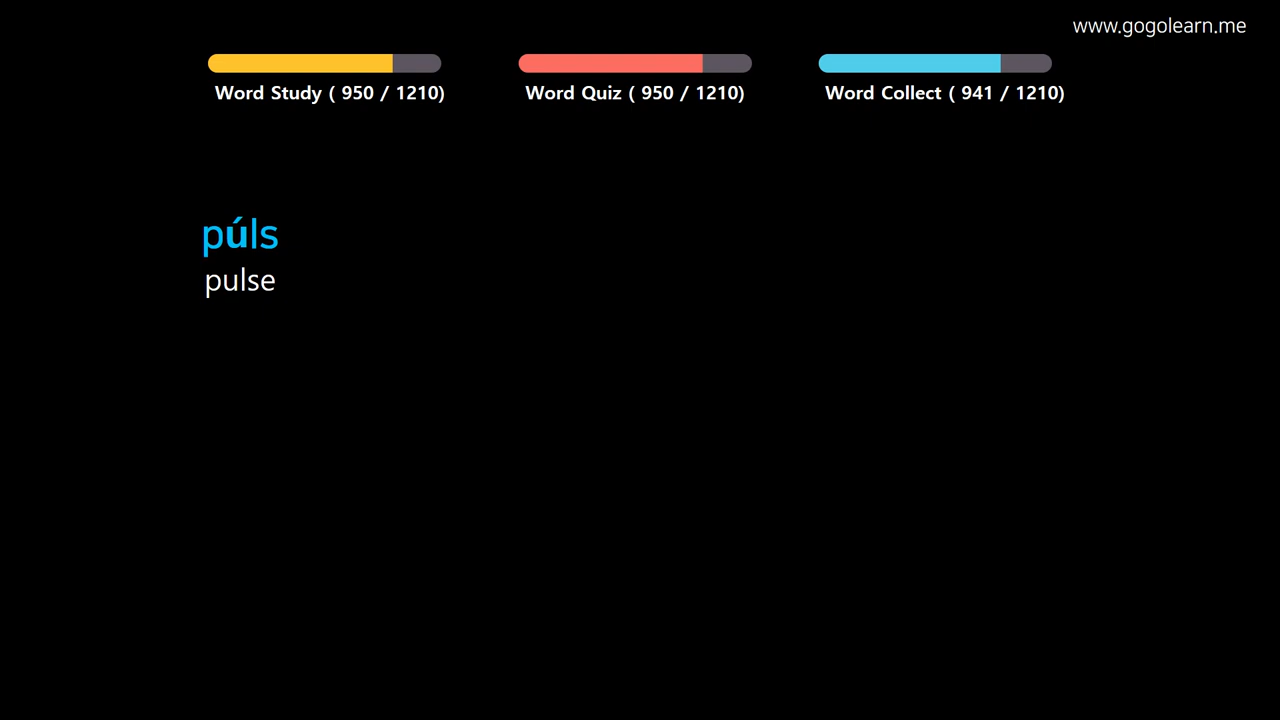 www.gogolearn.me
Word Study ( 950 / 1210)
Word Quiz ( 950 / 1210)
Word Collect ( 941 / 1210)
púls
pulse